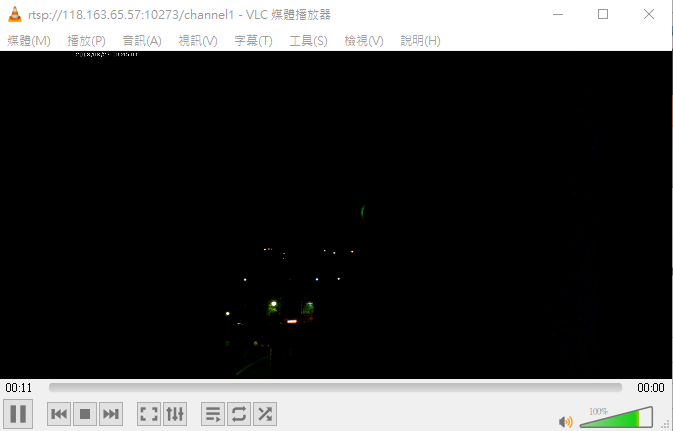 rtsp://118.163.65.57:10273/channel1 - VLC 媒體播放器
媒體(M) 播放(P) 音訊(A) 視訊(V) 字幕(T) 工具(S) 檢視(V) 說明(H)
00:11 00:00
100%